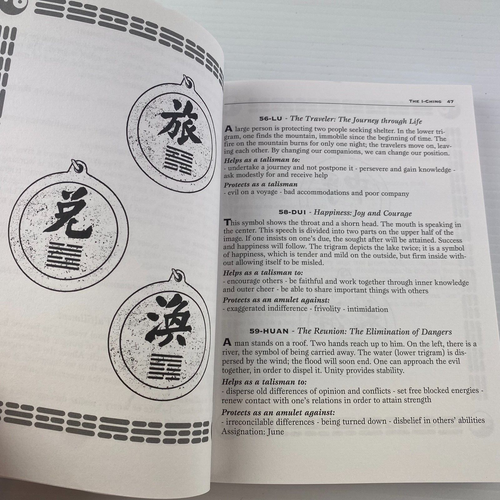 旅
兑
渙
THE I-CHING 47
56-LU - The Traveler: The Journey through Life
A large person is protecting two people seeking shelter. In the lower tri-
gram, one finds the mountain, immobile since the beginning of time. The
fire on the mountain burns for only one night; the travelers move on, leav-
ing each other. By changing our companions, we can change our position.
Helps as a talisman to:
- undertake a journey and not postpone it - persevere and gain knowledge -
ask modestly for and receive help
Protects as a talisman
- evil on a voyage - bad accommodations and poor company
58-DUI - Happiness: Joy and Courage
This symbol shows the throat and a shorn head. The mouth is speaking in
the center. This speech is divided into two parts on the upper half of the
image. If one insists on one's due, the sought after will be attained. Success
and happiness will follow. The trigram depicts the lake twice; it is a symbol
of happiness, which is tender and mild on the outside, but firm inside with-
out allowing itself to be misled.
Helps as a talisman to:
- encourage others - be faithful and work together through inner knowledge
and outer cheer - be able to share important things with others
Protects as an amulet against:
- exaggerated indifference - frivolity - intimidation
59-HUAN - The Reunion: The Elimination of Dangers
A man stands on a roof. Two hands reach up to him. On the left, there is a
river, the symbol of being carried away. The water (lower trigram) is dis-
persed by the wind; the flood will soon end. One can approach the evil
together, in order to dispel it. Unity provides stability.
Helps as a talisman to:
- disperse old differences of opinion and conflicts - set free blocked energies -
renew contact with one's relations in order to attain strength
Protects as an amulet against:
- irreconcilable differences - being turned down - disbelief in others' abilities
Assignation: June